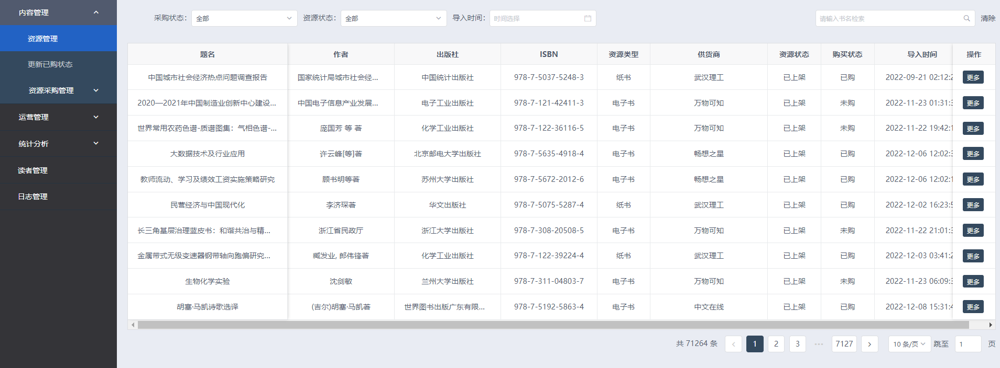 内容管理
资源管理
更新已购状态
资源采购管理
运营管理
统计分析
读者管理
日志管理
采购状态： 全部 资源状态： 全部 导入时间： 时间选择 请输入书名检索 清除
题名 作者 出版社 ISBN 资源类型 供货商 资源状态 购买状态 导入时间 操作
中国城市社会经济热点问题调查报告 国家统计局城市社会经... 中国统计出版社 978-7-5037-5248-3 纸书 武汉理工 已上架 已购 2022-09-21 02:12:2 更多
2020—2021年中国制造业创新中心建设... 中国电子信息产业发展... 电子工业出版社 978-7-121-42411-3 电子书 万物可知 已上架 未购 2022-11-23 01:31:3 更多
世界常用农药色谱-质谱图集：气相色谱-... 庞国芳 等 著 化学工业出版社 978-7-122-36116-5 电子书 万物可知 已上架 未购 2022-11-22 19:42:1 更多
大数据技术及行业应用 许云峰[等]著 北京邮电大学出版社 978-7-5635-4918-4 电子书 畅想之星 已上架 已购 2022-12-06 12:02:3 更多
教师流动、学习及绩效工资实施策略研究 顾书明等著 苏州大学出版社 978-7-5672-2012-6 电子书 畅想之星 已上架 已购 2022-12-06 12:02:1 更多
民营经济与中国现代化 李济琛著 华文出版社 978-7-5075-5287-4 纸书 武汉理工 已上架 已购 2022-12-02 16:23:5 更多
长三角基层治理蓝皮书：和谐共治与精... 浙江省民政厅 浙江大学出版社 978-7-308-20508-5 电子书 万物可知 已上架 未购 2022-11-22 21:01:3 更多
金属带式无级变速器钢带轴向跑偏研究... 臧发业, 郎伟锋著 化学工业出版社 978-7-122-39224-4 纸书 武汉理工 已上架 已购 2022-12-03 03:41:2 更多
生物化学实验 沈剑敏 兰州大学出版社 978-7-311-04803-7 电子书 万物可知 已上架 未购 2022-11-23 06:09:3 更多
胡塞·马凯诗歌选译 (吉尔)胡塞·马凯著 世界图书出版广东有限... 978-7-5192-5863-4 电子书 中文在线 已上架 已购 2022-12-08 15:31:4 更多
共 71264 条 1 2 3 ··· 7127 10 条/页 跳至 1 页